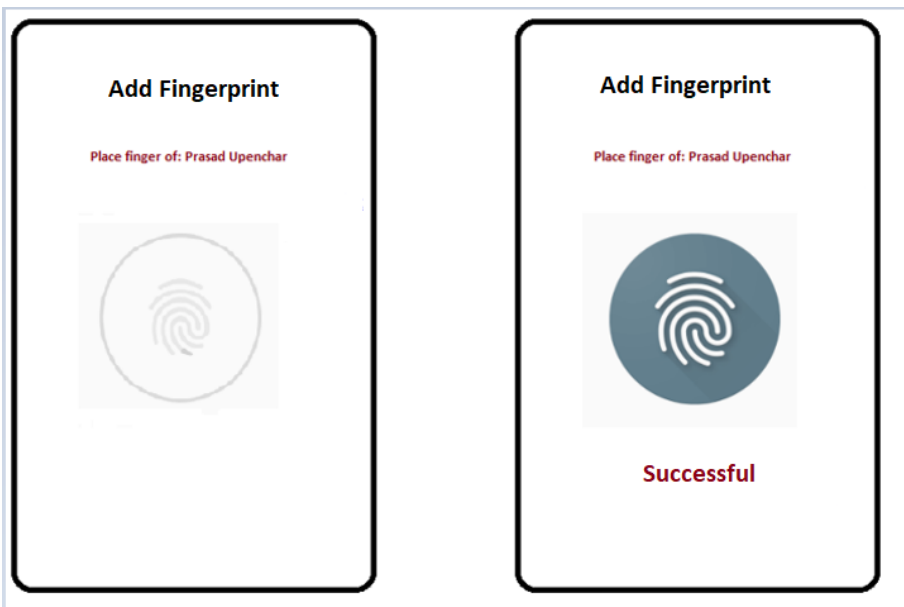 Add Fingerprint
Place finger of: Prasad Upenchar
Add Fingerprint
Place finger of: Prasad Upenchar
Successful